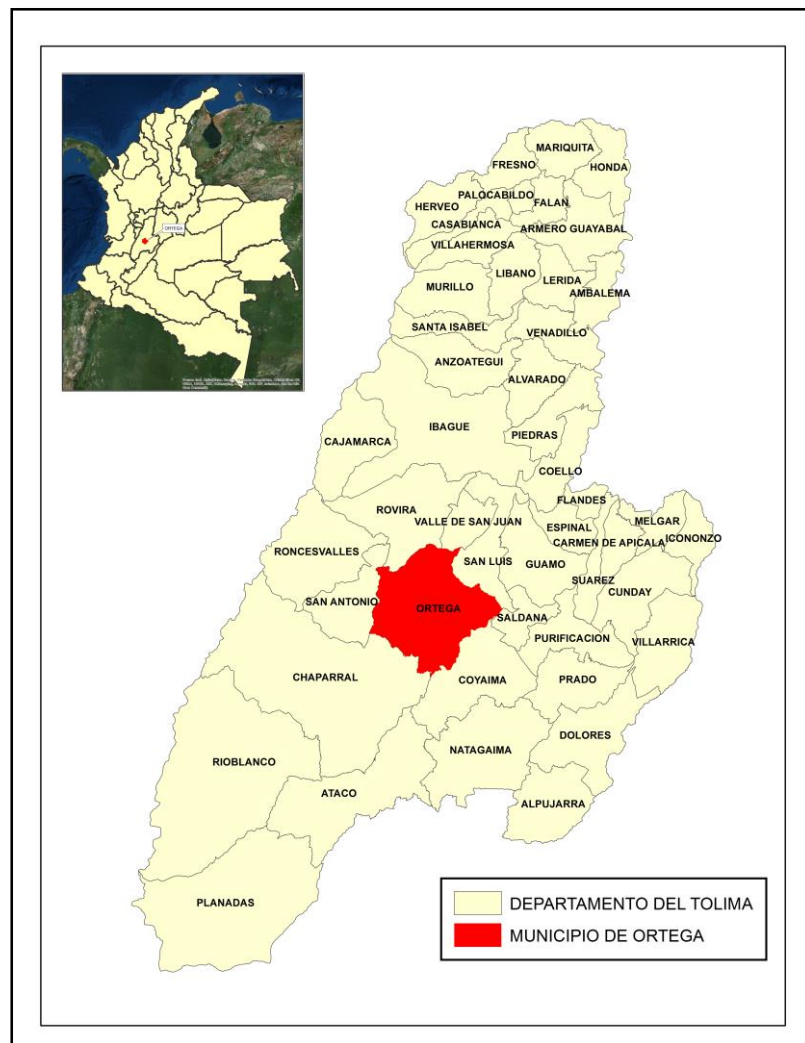 ORTEGA
MARIQUITA
FRESNO
HONDA
PALOCABILDO
HERVEO
FALAN
CASABIANCA
ARMERO GUAYABAL
VILLAHERMOSA
LIBANO
LERIDA
MURILLO
AMBALEMA
SANTA ISABEL
VENADILLO
ANZOATEGUI
ALVARADO
IBAGUE
PIEDRAS
CAJAMARCA
COELLO
FLANDES
ROVIRA
VALLE DE SAN JUAN
ESPINAL
MELGAR
CARMEN DE APICALA
ICONONZO
RONCESVALLES
SAN LUIS
GUAMO
SUAREZ
CUNDAY
SAN ANTONIO
ORTEGA
SALDANA
PURIFICACION
VILLARRICA
CHAPARRAL
COYAIMA
PRADO
DOLORES
NATAGAIMA
RIOBLANCO
ATACO
ALPUJARRA
PLANADAS
DEPARTAMENTO DEL TOLIMA
MUNICIPIO DE ORTEGA